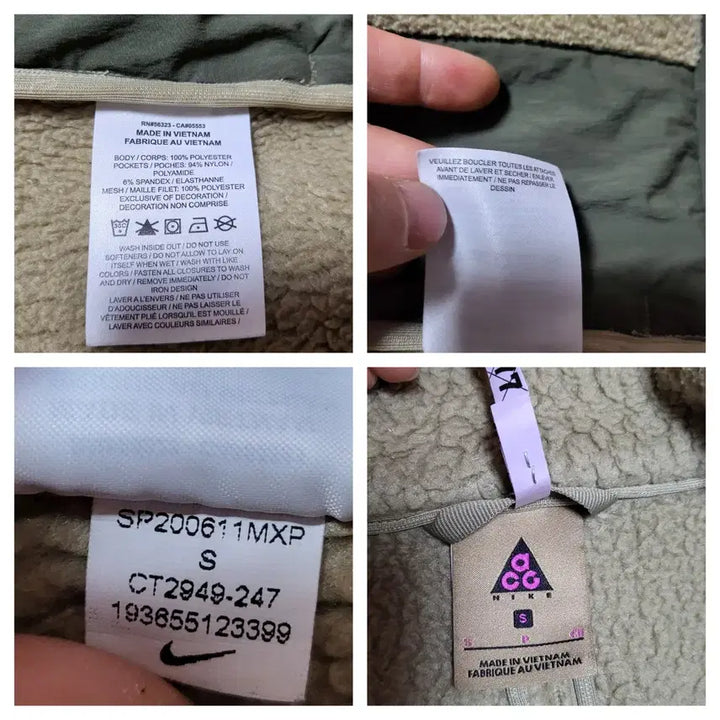 RN#56323 - CA#05553
MADE IN VIETNAM
FABRIQUE AU VIETNAM
BODY / CORPS: 100% POLYESTER
POCKETS / POCHES: 94% NYLON /
POLYAMIDE
6% SPANDEX / ELASTHANNE
MESH / MAILLE FILET: 100% POLYESTER
EXCLUSIVE OF DECORATION /
DECORATION NON COMPRISE
WASH INSIDE OUT / DO NOT USE
SOFTENERS / DO NOT ALLOW TO LAY ON
ITSELF WHEN WET / WASH WITH LIKE
COLORS / FASTEN ALL CLOSURES TO WASH
AND DRY / REMOVE IMMEDIATELY / DO NOT
IRON DESIGN
LAVER A L'ENVERS / NE PAS UTILISER
D'ADOUCISSEUR / NE PAS LAISSER LE
VÊTEMENT PLIÉ LORSQU'IL EST MOUILLÉ /
LAVER AVEC COULEURS SIMILAIRES /
VEUILLEZ BOUCLER TOUTES LES ATTACHES
AVANT DE LAVER ET SECHER / ENLEVER
IMMEDIATEMENT / NE PAS REPASSER LE
DESSIN
SP200611MXP
S
CT2949-247
193655123399
ACG
NIKE
S
S P CH
MADE IN VIETNAM
FABRIQUE AU VIETNAM